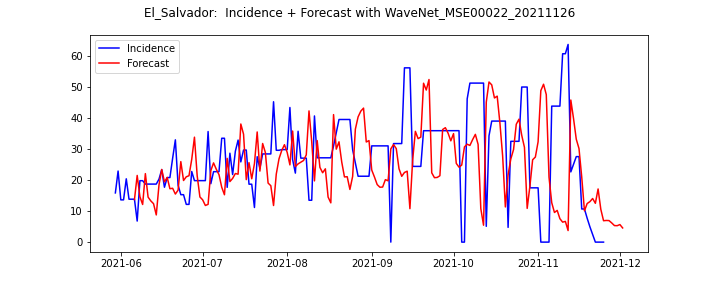 El_Salvador:  Incidence + Forecast with WaveNet_MSE00022_20211126
Incidence
Forecast
60
50
40
30
20
10
0
2021-06 2021-07 2021-08 2021-09 2021-10 2021-11 2021-12